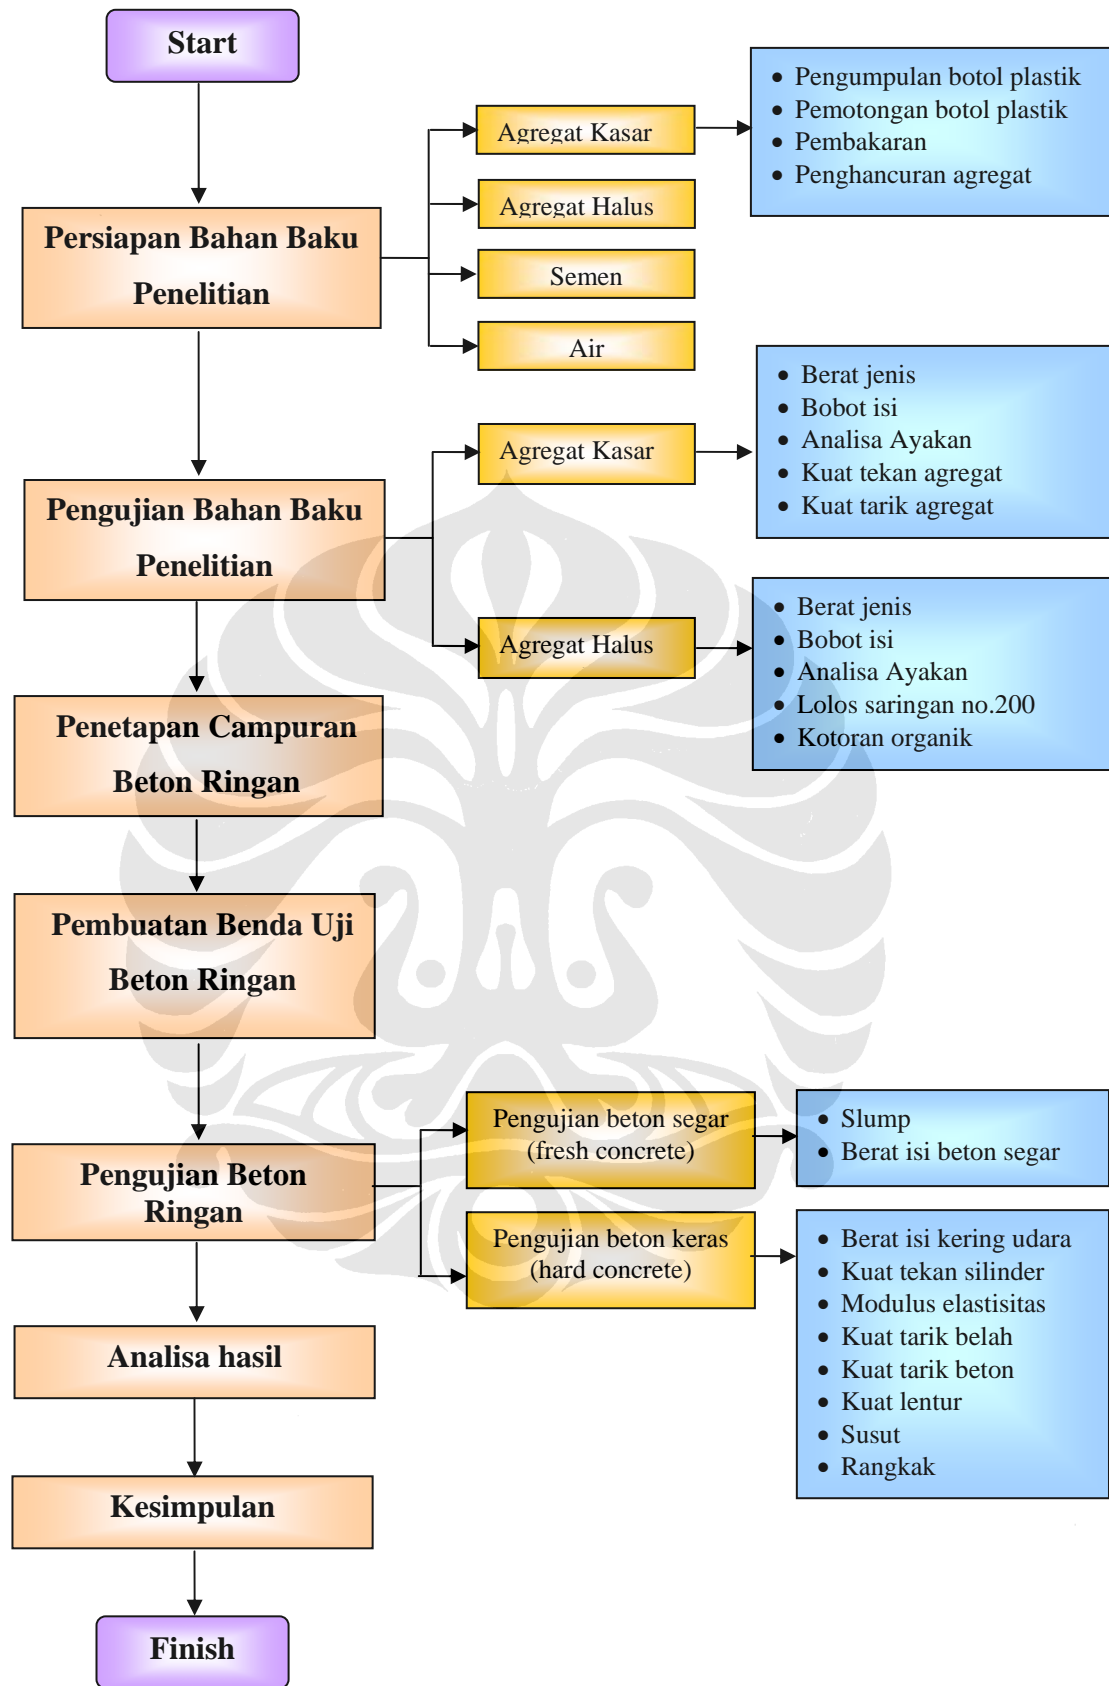 Start
Persiapan Bahan Baku
Penelitian
Agregat Kasar
Agregat Halus
Semen
Air
• Pengumpulan botol plastik
• Pemotongan botol plastik
• Pembakaran
• Penghancuran agregat
Pengujian Bahan Baku
Penelitian
Agregat Kasar
• Berat jenis
• Bobot isi
• Analisa Ayakan
• Kuat tekan agregat
• Kuat tarik agregat
Agregat Halus
• Berat jenis
• Bobot isi
• Analisa Ayakan
• Lolos saringan no.200
• Kotoran organik
Penetapan Campuran
Beton Ringan
Pembuatan Benda Uji
Beton Ringan
Pengujian Beton
Ringan
Pengujian beton segar
(fresh concrete)
• Slump
• Berat isi beton segar
Pengujian beton keras
(hard concrete)
• Berat isi kering udara
• Kuat tekan silinder
• Modulus elastisitas
• Kuat tarik belah
• Kuat tarik beton
• Kuat lentur
• Susut
• Rangkak
Analisa hasil
Kesimpulan
Finish